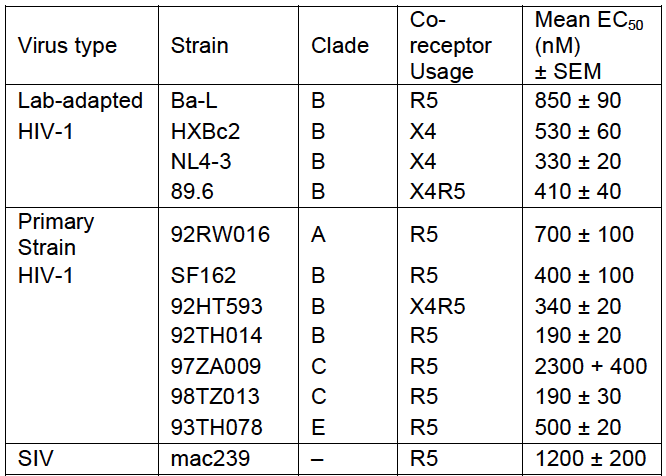 Virus type Strain Clade Co-receptor Usage Mean EC50 (nM) ± SEM
Lab-adapted Ba-L B R5 850 ± 90
HIV-1 HXBc2 B X4 530 ± 60
NL4-3 B X4 330 ± 20
89.6 B X4R5 410 ± 40
Primary Strain 92RW016 A R5 700 ± 100
HIV-1 SF162 B R5 400 ± 100
92HT593 B X4R5 340 ± 20
92TH014 B R5 190 ± 20
97ZA009 C R5 2300 + 400
98TZ013 C R5 190 ± 30
93TH078 E R5 500 ± 20
SIV mac239 – R5 1200 ± 200